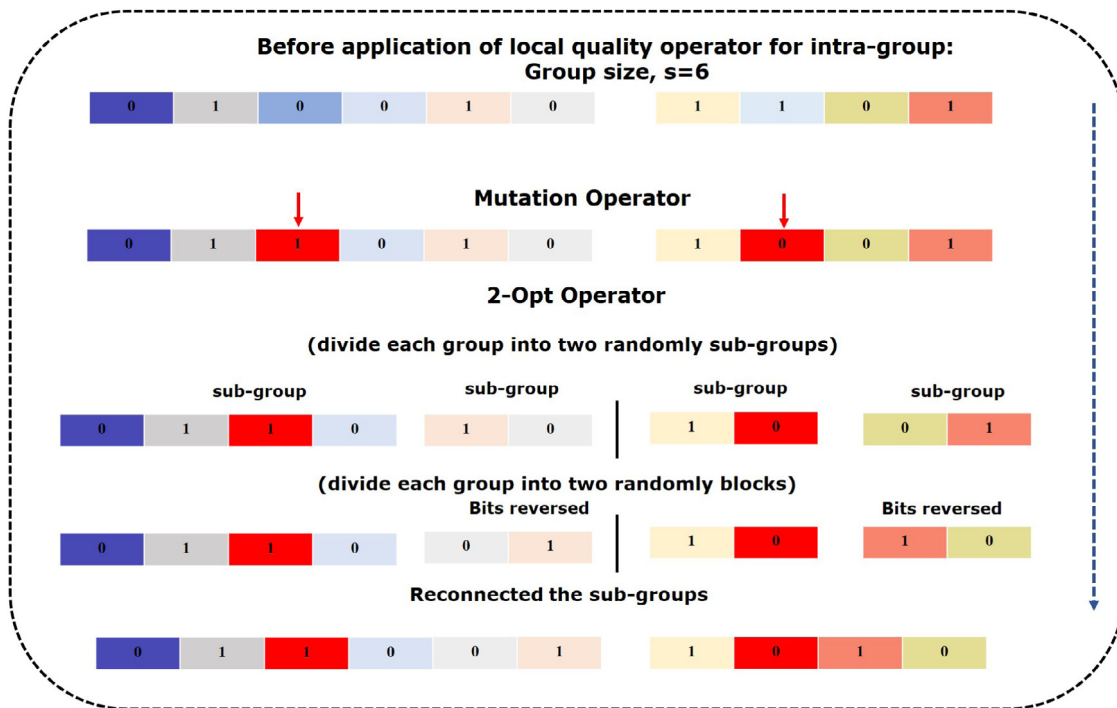 Before application of local quality operator for intra-group:
Group size, s=6
0 1 0 0 1 0 1 1 0 1
Mutation Operator
0 1 1 0 1 0 1 0 0 1
2-Opt Operator
(divide each group into two randomly sub-groups)
sub-group sub-group sub-group sub-group
0 1 1 0 1 0 1 0 0 1
(divide each group into two randomly blocks)
Bits reversed Bits reversed
0 1 1 0 0 1 1 0 1 0
Reconnected the sub-groups
0 1 1 0 0 1 1 0 1 0